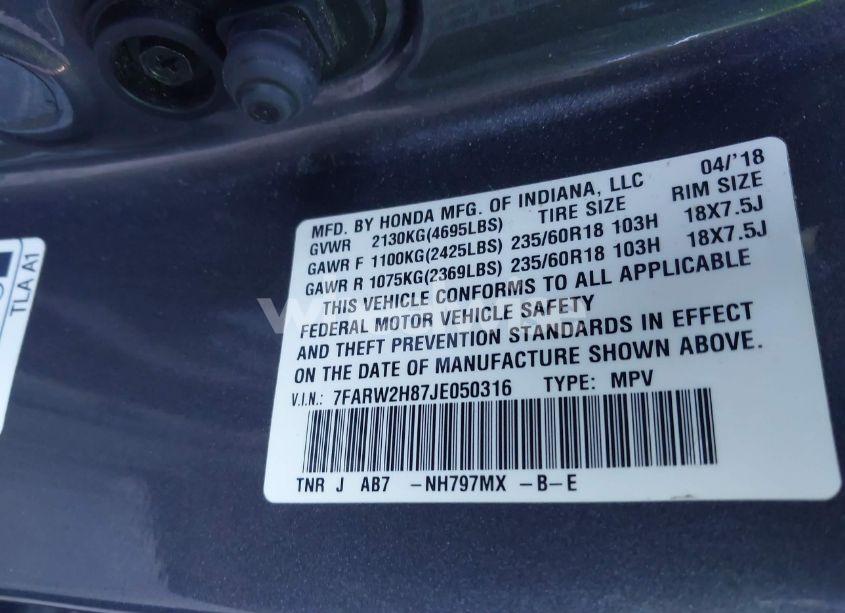 MFD. BY HONDA MFG. OF INDIANA, LLC 04/'18
GVWR 2130KG(4695LBS) TIRE SIZE RIM SIZE
GAWR F 1100KG(2425LBS) 235/60R18 103H 18X7.5J
GAWR R 1075KG(2369LBS) 235/60R18 103H 18X7.5J
THIS VEHICLE CONFORMS TO ALL APPLICABLE
FEDERAL MOTOR VEHICLE SAFETY
AND THEFT PREVENTION STANDARDS IN EFFECT
ON THE DATE OF MANUFACTURE SHOWN ABOVE.
V.I.N.: 7FARW2H87JE050316 TYPE: MPV
TNR J AB7 -NH797MX -B-E
TLA A1